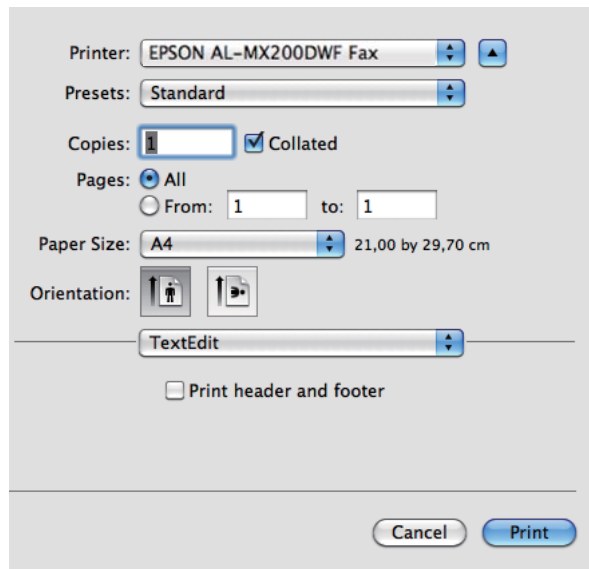 Printer: EPSON AL-MX200DWF Fax
Presets: Standard
Copies: 1 Collated
Pages: All
From: 1 to: 1
Paper Size: A4 21,00 by 29,70 cm
Orientation:
TextEdit
Print header and footer
Cancel Print